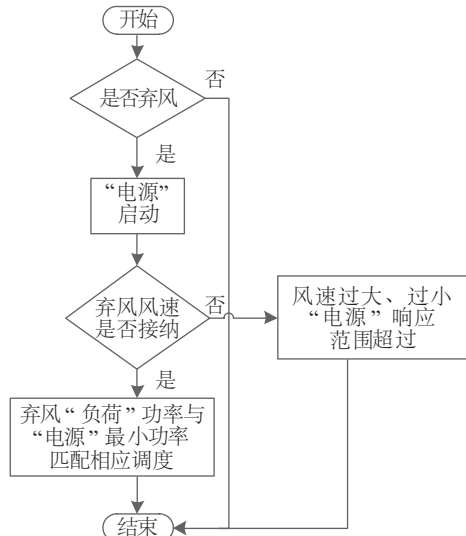 开始
是否弃风
否
是
“电源”
启动
弃风风速
是否接纳
否
风速过大、过小
“电源”响应
范围超过
是
弃风“负荷”功率与
“电源”最小功率
匹配相应调度
结束